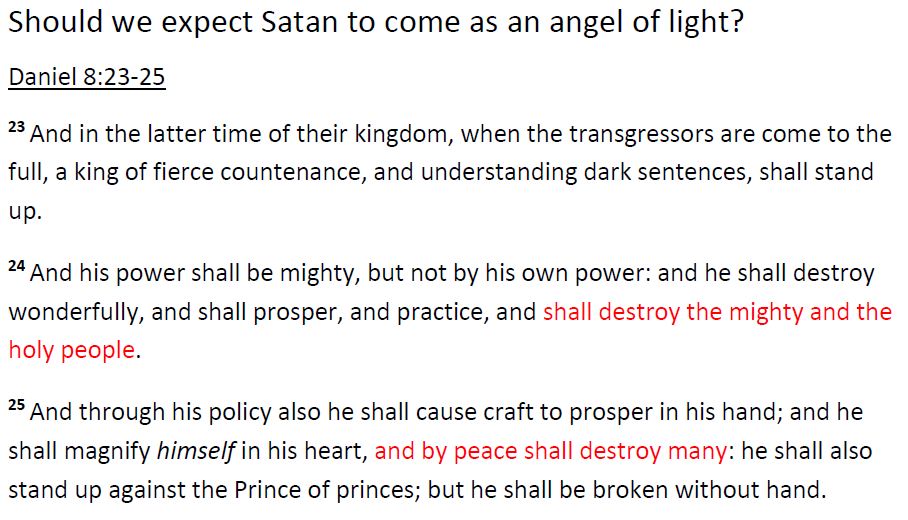 Should we expect Satan to come as an angel of light?
Daniel 8:23-25
23 And in the latter time of their kingdom, when the transgressors are come to the
full, a king of fierce countenance, and understanding dark sentences, shall stand
up.
24 And his power shall be mighty, but not by his own power: and he shall destroy
wonderfully, and shall prosper, and practice, and shall destroy the mighty and the
holy people.
25 And through his policy also he shall cause craft to prosper in his hand; and he
shall magnify himself in his heart, and by peace shall destroy many: he shall also
stand up against the Prince of princes; but he shall be broken without hand.